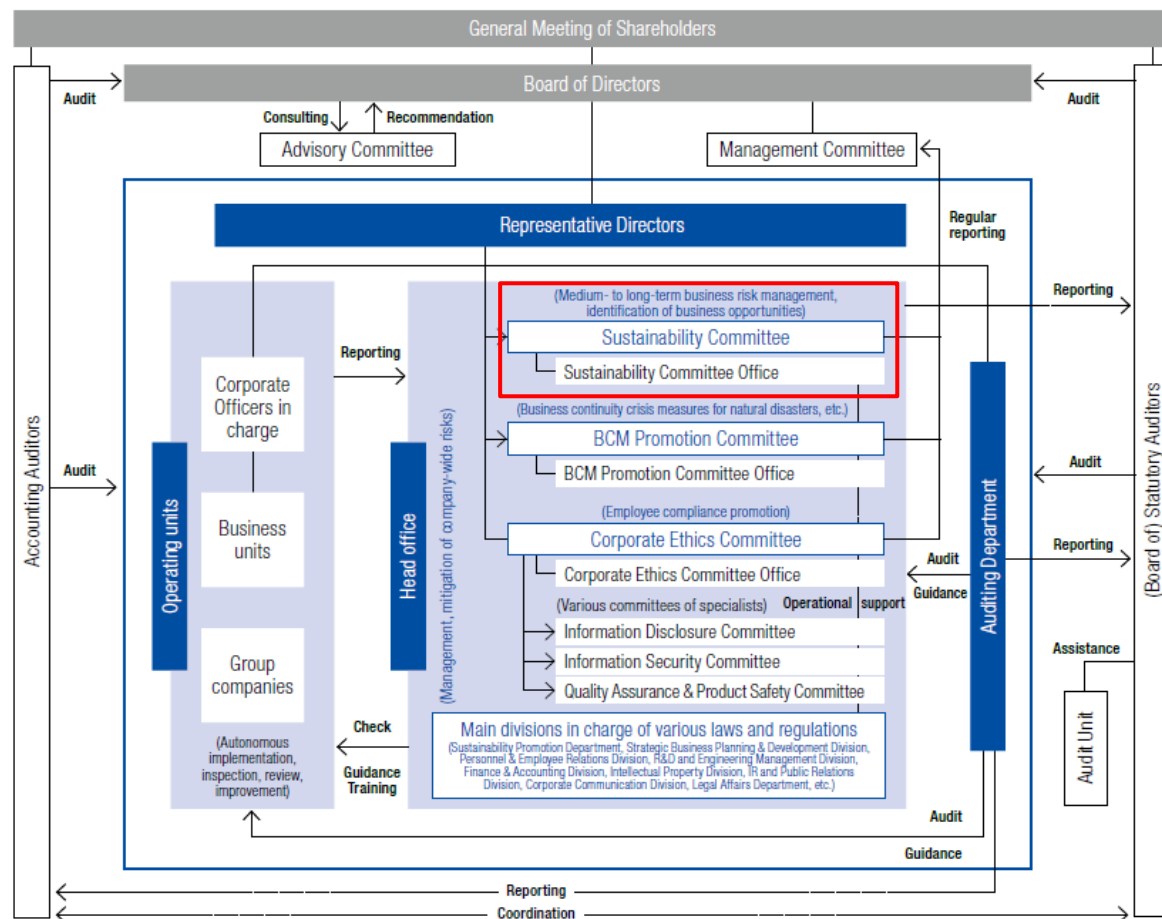 General Meeting of Shareholders
Board of Directors
Audit
Audit
Consulting
Recommendation
Advisory Committee
Management Committee
Representative Directors
Regular
reporting
(Medium- to long-term business risk management,
identification of business opportunities)
Sustainability Committee
Sustainability Committee Office
Reporting
Reporting
Corporate
Officers in
charge
(Business continuity crisis measures for natural disasters, etc.)
BCM Promotion Committee
BCM Promotion Committee Office
Accounting Auditors
Audit
Operating units
Business
units
Head office
(Management, mitigation of company-wide risks)
(Employee compliance promotion)
Corporate Ethics Committee
Corporate Ethics Committee Office
Audit
Guidance
Auditing Department
Audit
Reporting
(Board of) Statutory Auditors
(Various committees of specialists)
Operational support
Information Disclosure Committee
Information Security Committee
Quality Assurance & Product Safety Committee
Group
companies
Assistance
Audit Unit
(Autonomous
implementation,
inspection, review,
improvement)
Check
Guidance
Training
Main divisions in charge of various laws and regulations
(Sustainability Promotion Department, Strategic Business Planning & Development Division,
Personnel & Employee Relations Division, R&D and Engineering Management Division,
Finance & Accounting Division, Intellectual Property Division, IR and Public Relations
Division, Corporate Communication Division, Legal Affairs Department, etc.)
Audit
Guidance
Reporting
Coordination